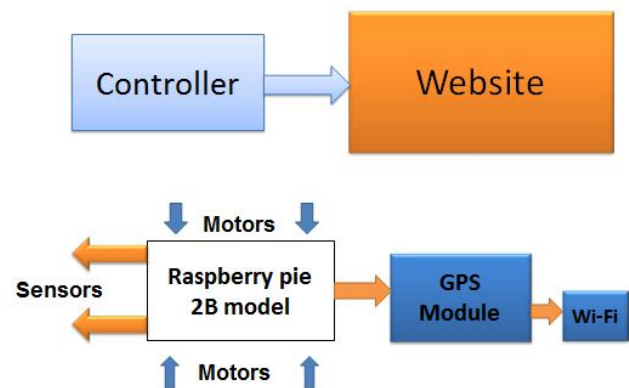 Controller
Website
Motors
Sensors
Raspberry pie
2B model
GPS
Module
Wi-Fi
Motors